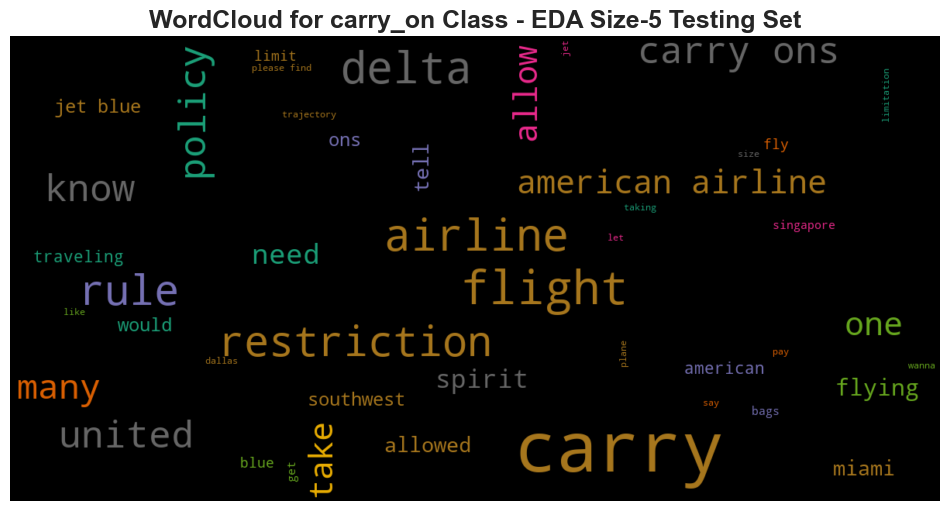 WordCloud for carry_on Class - EDA Size-5 Testing Set
policy
limit
please find
delta
allow
jet
carry ons
limitation
jet blue
trajectory
ons
tell
fly
size
know
american airline
taking
singapore
let
airline
need
traveling
rule
flight
like
would
one
restriction
dallas
plane
pay
american
wanna
many
spirit
flying
southwest
say
bags
united
take
allowed
carry
blue
get
miami